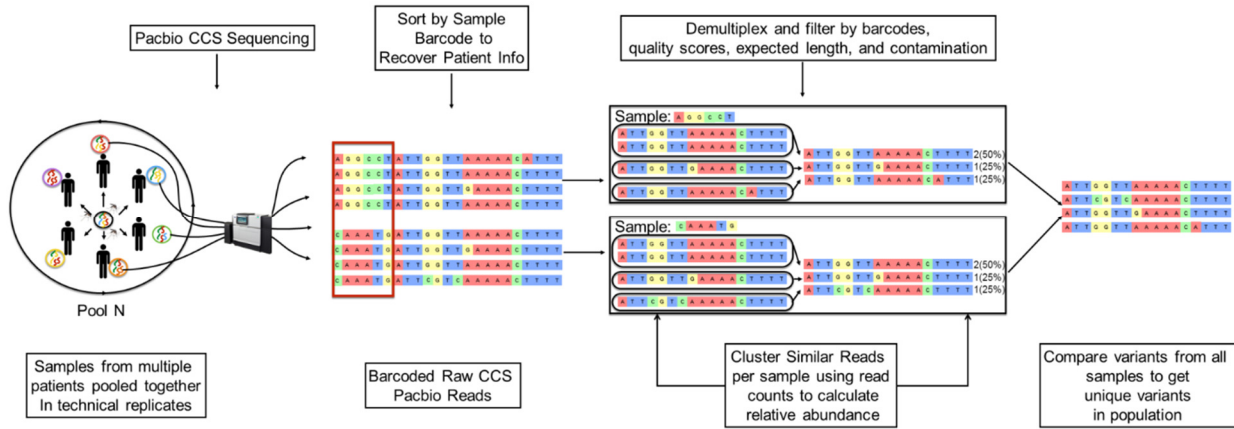 Pacbio CCS Sequencing
Sort by Sample
Barcode to
Recover Patient Info
Demultiplex and filter by barcodes,
quality scores, expected length, and contamination
Pool N
Samples from multiple
patients pooled together
In technical replicates
A G G C C T A T T G G T T A A A A A C A T T T
A G G C C T A T T G G T T A A A A A C T T T T
A G G C C T A T T G G T T G A A A A C T T T T
A G G C C T A T T G G T T A A A A A C T T T T
C A A A T G A T T G G T T A A A A A C T T T T
C A A A T G A T T G G T T G A A A A C T T T T
C A A A T G A T T G G T T A A A A A C T T T T
C A A A T G A T T C G T C A A A A A C T T T T
Barcoded Raw CCS
Pacbio Reads
Sample: A G G C C T
A T T G G T T A A A A A C T T T T
A T T G G T T A A A A A C T T T T
A T T G G T T G A A A A C T T T T
A T T G G T T A A A A A C A T T T
A T T G G T T A A A A A C T T T T 2(50%)
A T T G G T T G A A A A C T T T T 1(25%)
A T T G G T T A A A A A C A T T T 1(25%)
Sample: C A A A T G
A T T G G T T A A A A A C T T T T
A T T G G T T A A A A A C T T T T
A T T G G T T G A A A A C T T T T
A T T C G T C A A A A A C T T T T
A T T G G T T A A A A A C T T T T 2(50%)
A T T G G T T G A A A A C T T T T 1(25%)
A T T C G T C A A A A A C T T T T 1(25%)
Cluster Similar Reads
per sample using read
counts to calculate
relative abundance
A T T G G T T A A A A A C T T T T
A T T C G T C A A A A A C T T T T
A T T G G T T G A A A A C T T T T
A T T G G T T A A A A A C A T T T
Compare variants from all
samples to get
unique variants
in population